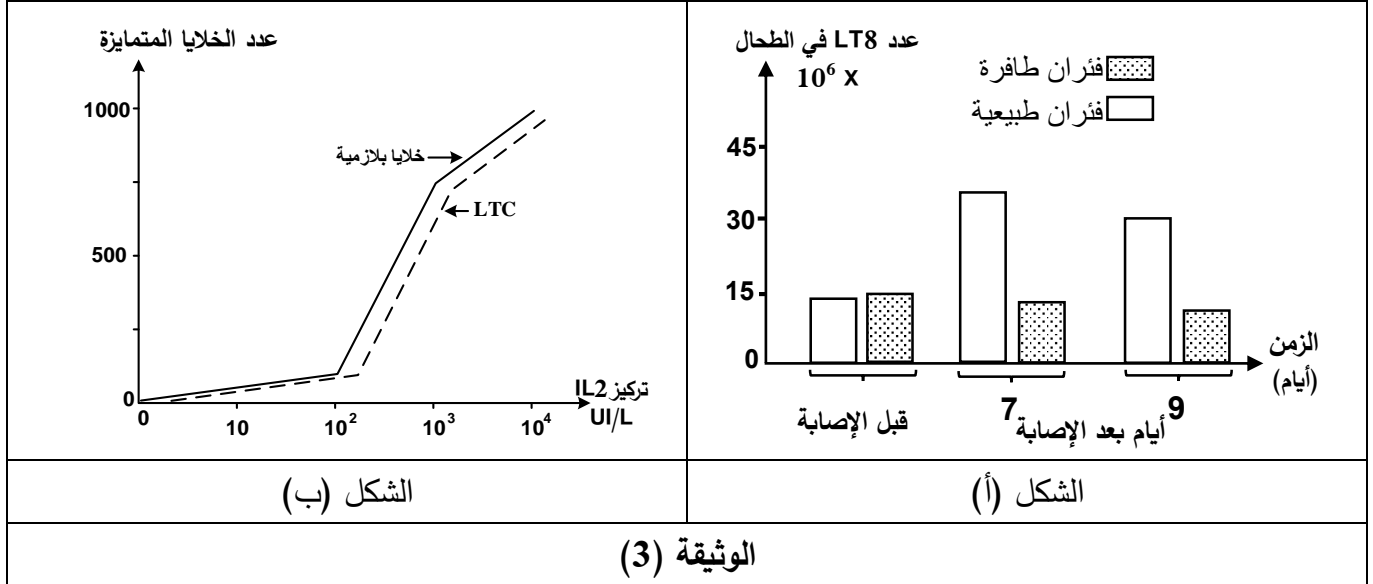 عدد LT8 في الطحال
10⁶ X
فئران طافرة
فئران طبيعية
45
30
15
0
الزمن
(أيام)
قبل الإصابة
7
9
أيام بعد الإصابة
الشكل (أ)
عدد الخلايا المتمايزة
1000
خلايا بلازمية
LTC
500
0
تركيز IL2
UI/L
0
10
10²
10³
10⁴
الشكل (ب)
الوثيقة (3)